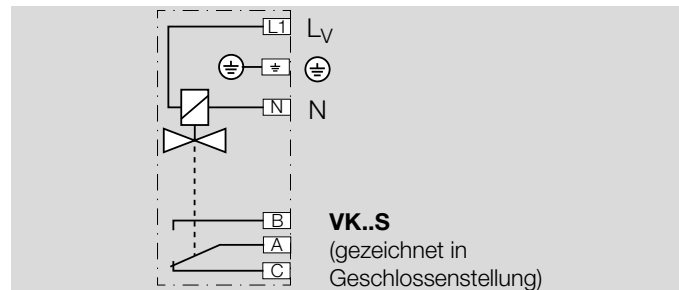 L1 LV
N N
B VK..S
A (gezeichnet in
C Geschlossenstellung)